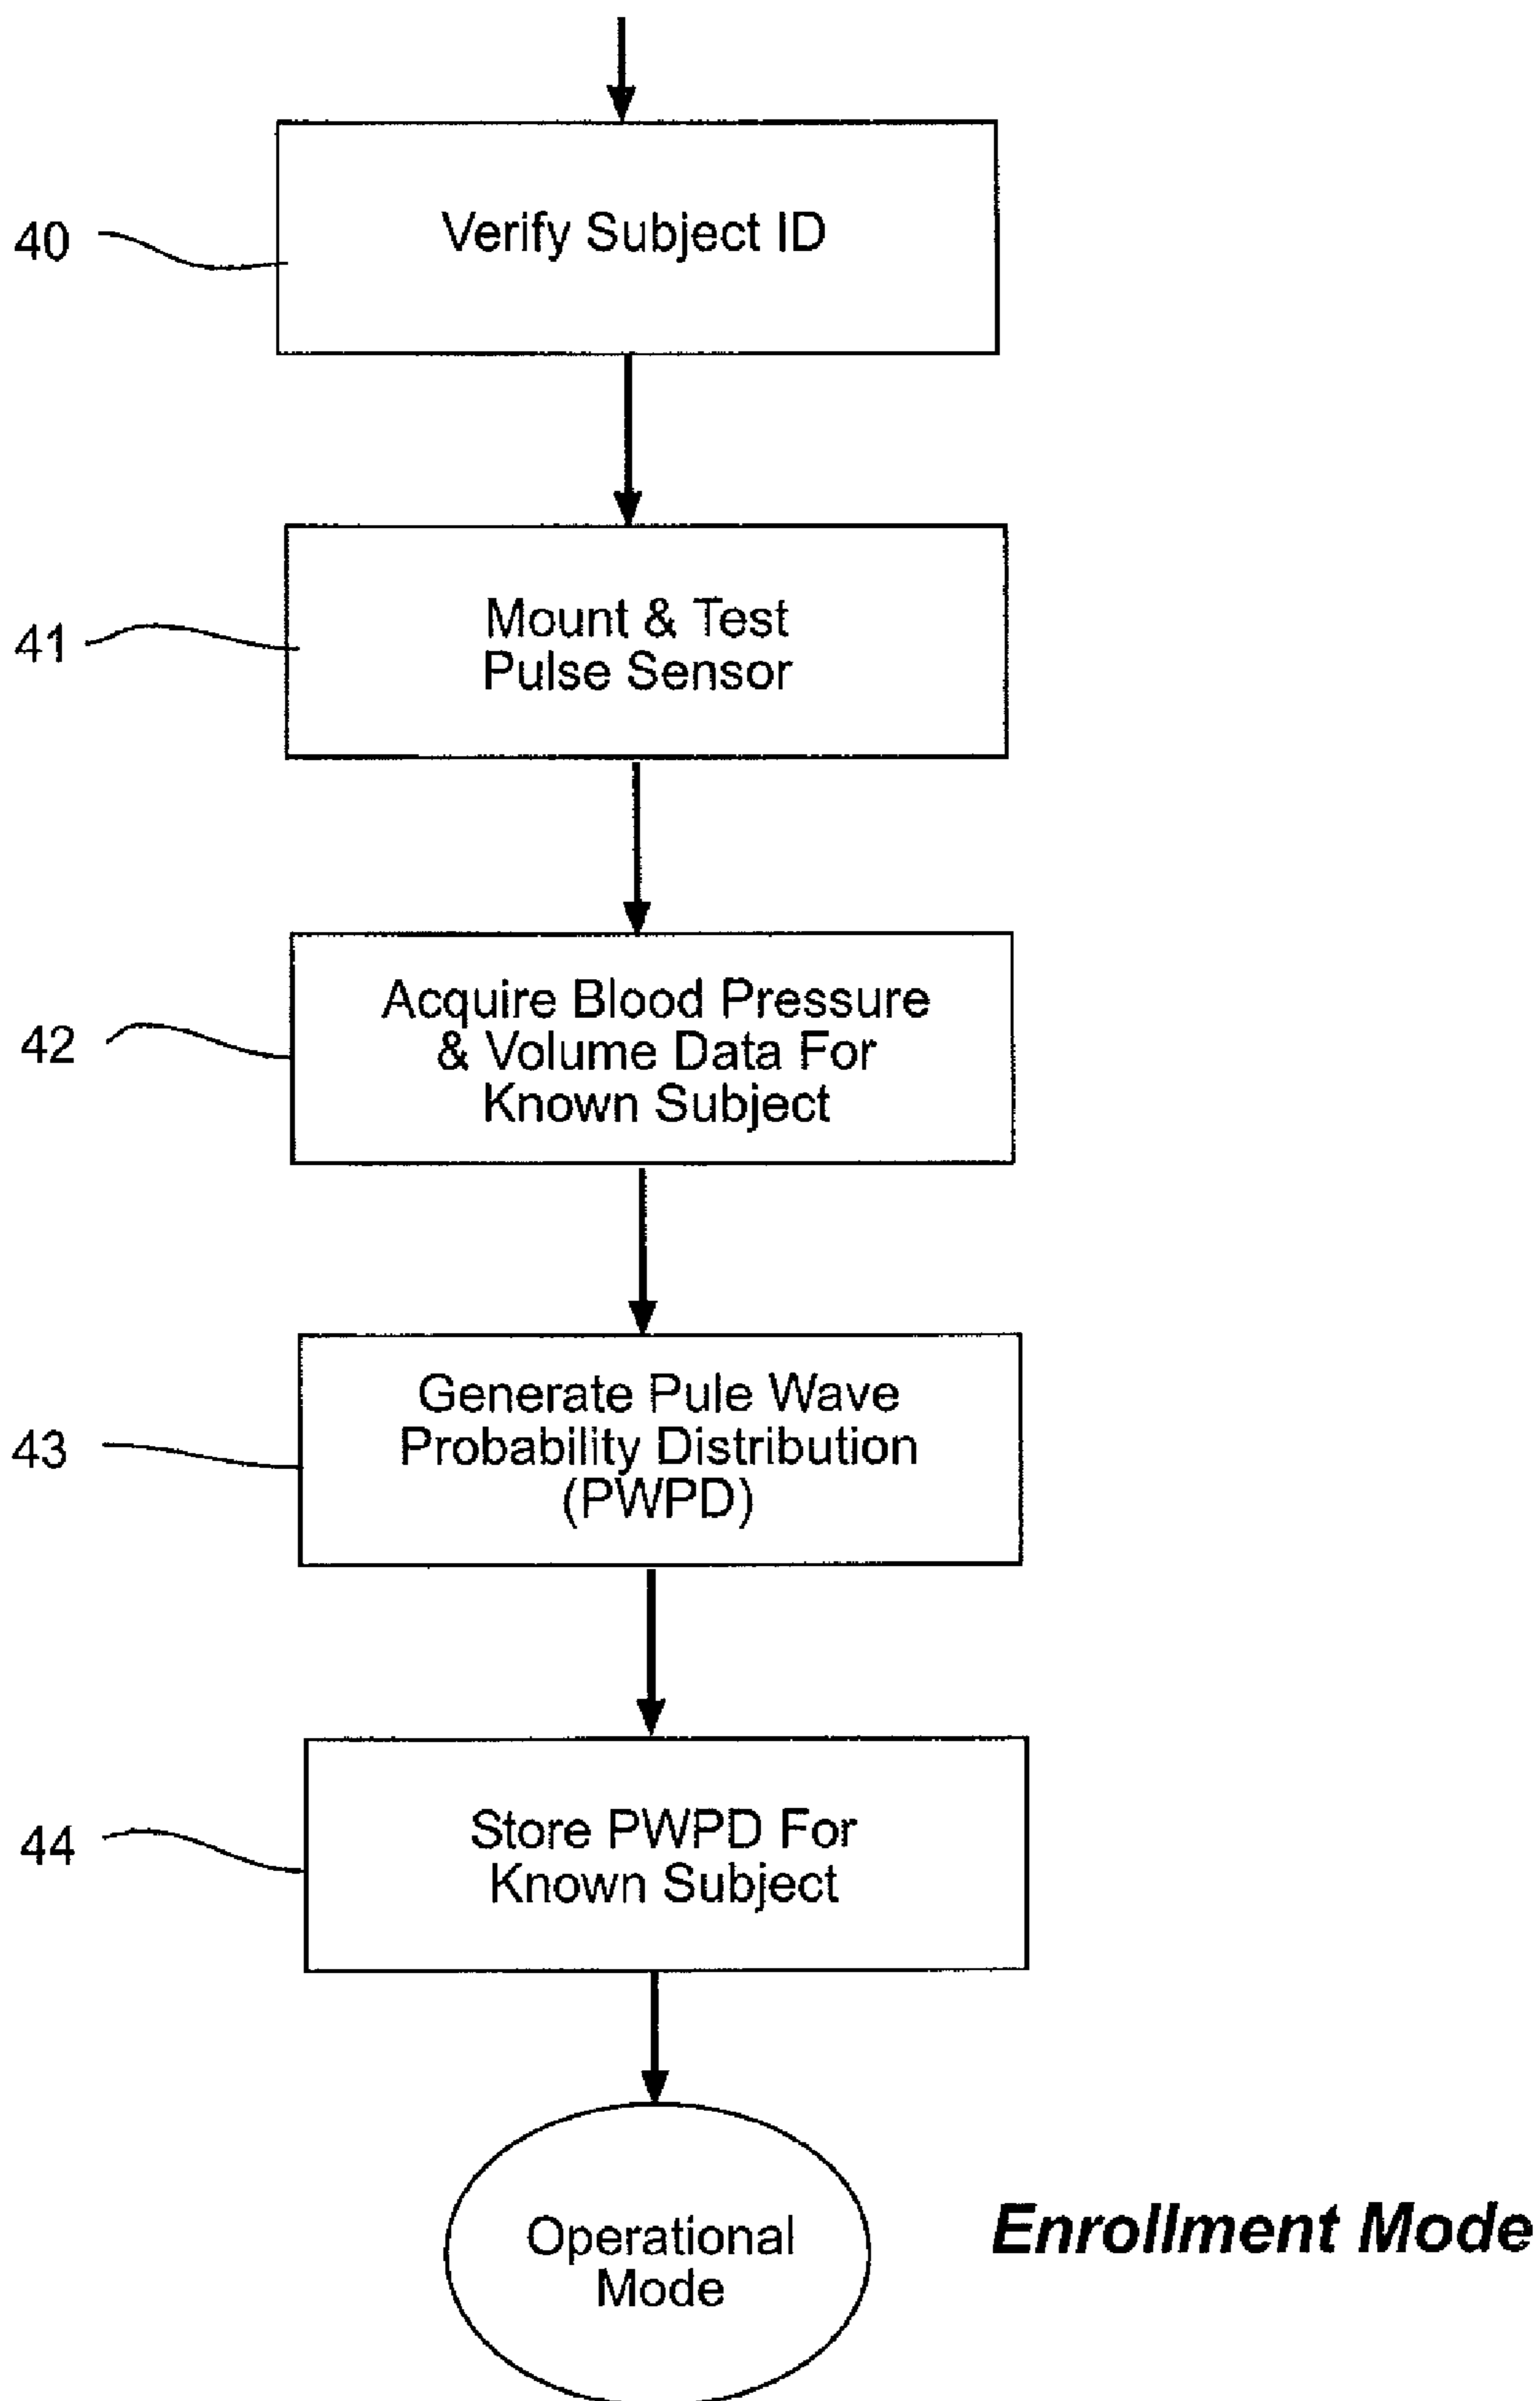 40
Verify Subject ID
41
Mount & Test
Pulse Sensor
42
Acquire Blood Pressure
& Volume Data For
Known Subject
43
Generate Pule Wave
Probability Distribution
(PWPD)
44
Store PWPD For
Known Subject
Operational
Mode
Enrollment Mode